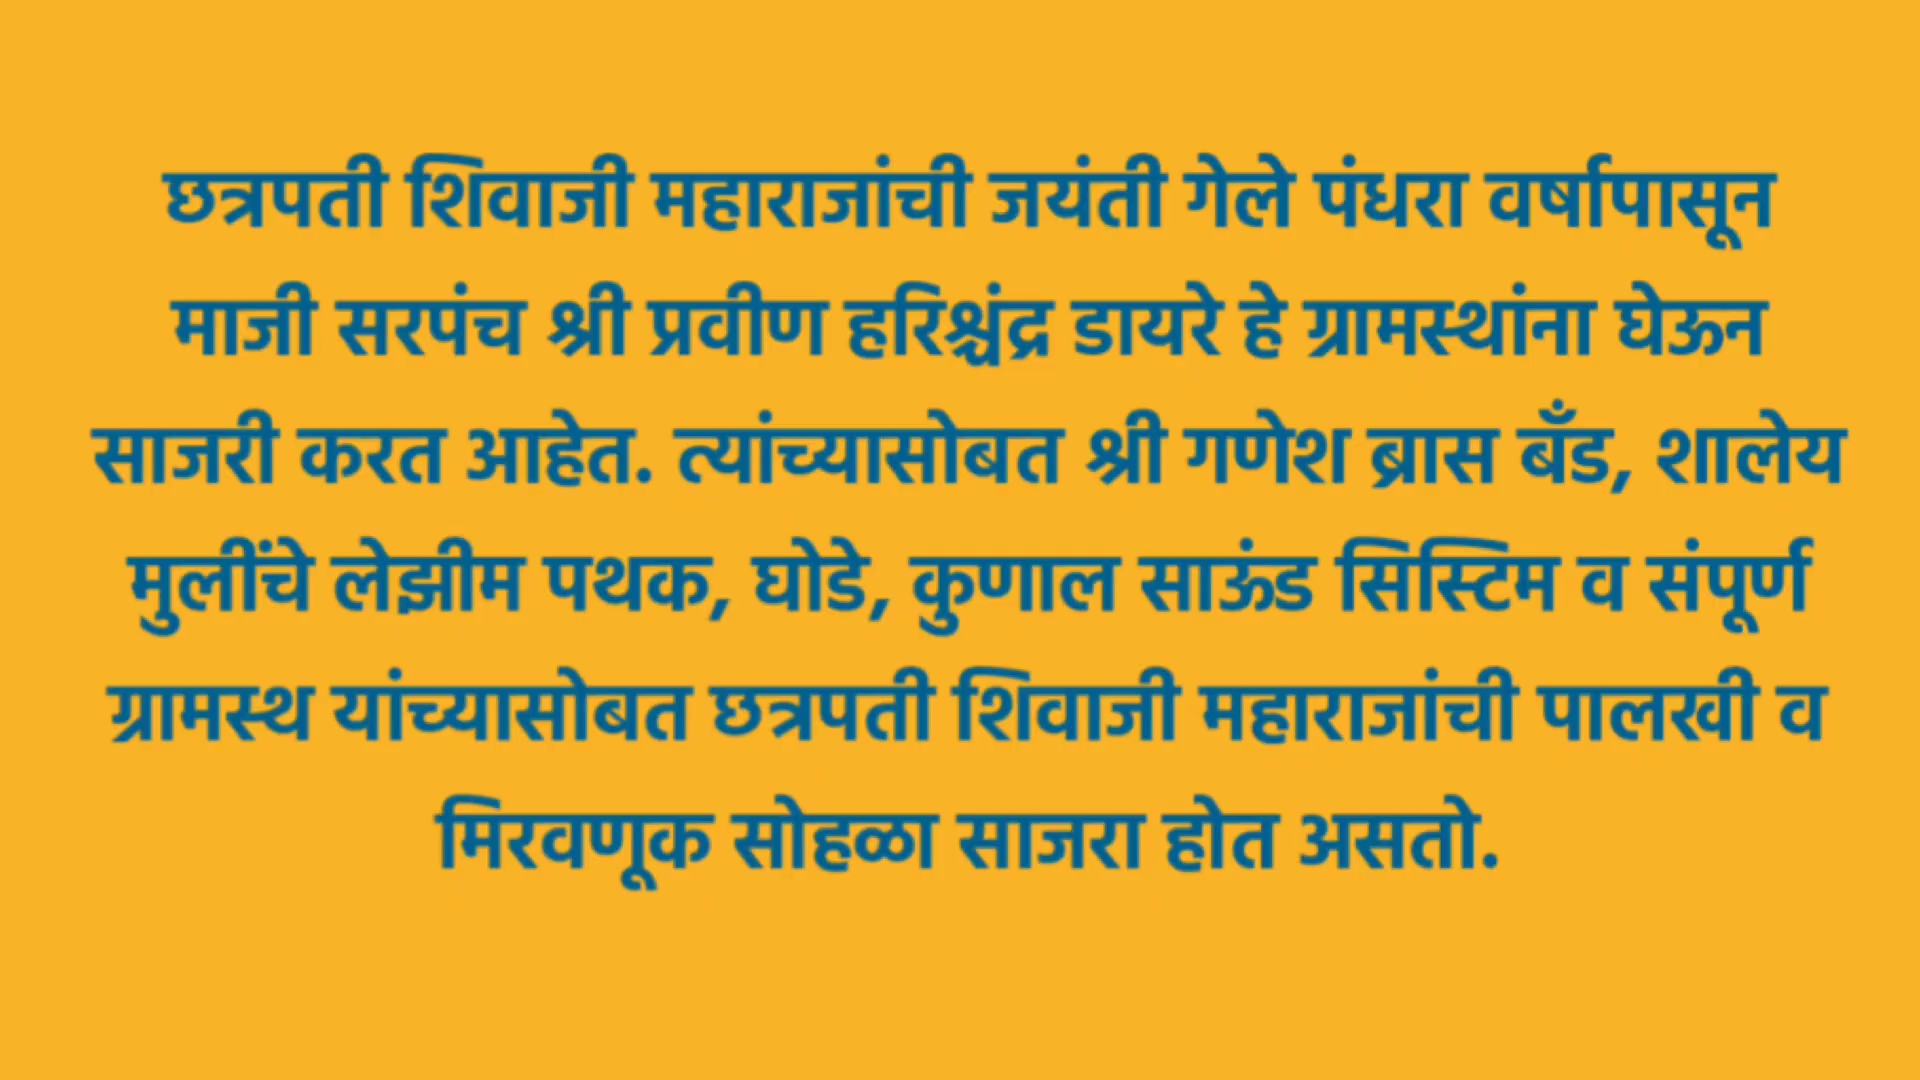 छत्रपती शिवाजी महाराजांची जयंती गेले पंधरा वर्षापासून
माजी सरपंच श्री प्रवीण हरिश्चंद्र डायरे हे ग्रामस्थांना घेऊन
साजरी करत आहेत. त्यांच्यासोबत श्री गणेश ब्रास बँड, शालेय
मुलींचे लेझीम पथक, घोडे, कुणाल साऊंड सिस्टिम व संपूर्ण
ग्रामस्थ यांच्यासोबत छत्रपती शिवाजी महाराजांची पालखी व
मिरवणूक सोहळा साजरा होत असतो.